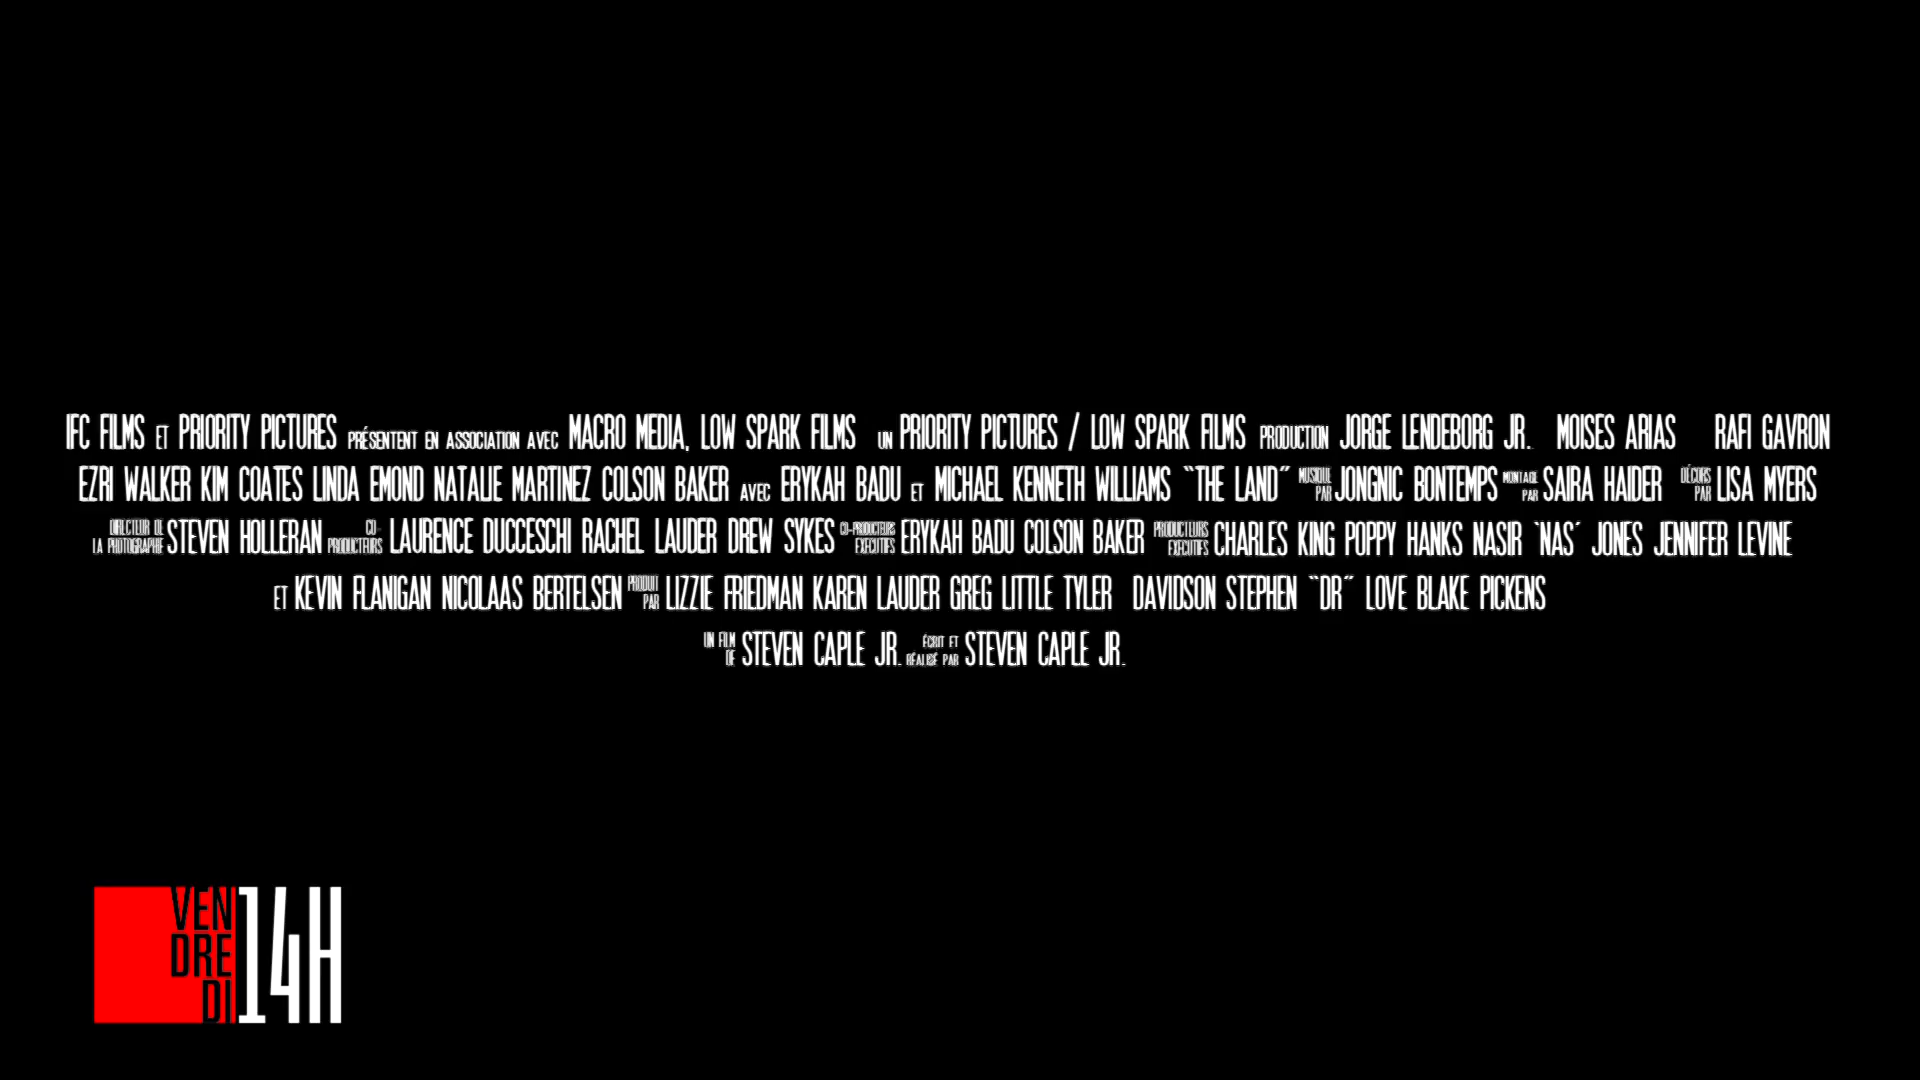 IFC FILMS ET PRIORITY PICTURES PRÉSENTENT EN ASSOCIATION AVEC MACRO MEDIA, LOW SPARK FILMS UN PRIORITY PICTURES / LOW SPARK FILMS PRODUCTION JORGE LENDEBORG JR. MOISES ARIAS RAFI GAVRON
EZRI WALKER KIM COATES LINDA EMOND NATALIE MARTINEZ COLSON BAKER AVEC ERYKAH BADU ET MICHAEL KENNETH WILLIAMS "THE LAND" MUSIQUE PAR JONGNIC BONTEMPS MONTAGE PAR SAIRA HAIDER DÉCORS PAR LISA MYERS
DIRECTEUR DE LA PHOTOGRAPHIE STEVEN HOLLERAN CO-PRODUCTEURS LAURENCE DUCCESCHI RACHEL LAUDER DREW SYKES CO-PRODUCTEURS EXECUTIFS ERYKAH BADU COLSON BAKER PRODUCTEURS EXECUTIFS CHARLES KING POPPY HANKS NASIR 'NAS' JONES JENNIFER LEVINE
ET KEVIN FLANIGAN NICOLAAS BERTELSEN PRODUIT PAR LIZZIE FRIEDMAN KAREN LAUDER GREG LITTLE TYLER DAVIDSON STEPHEN "DR" LOVE BLAKE PICKENS
UN FILM DE STEVEN CAPLE JR. ÉCRIT ET RÉALISÉ PAR STEVEN CAPLE JR.
VEN
DRE
DI
14H